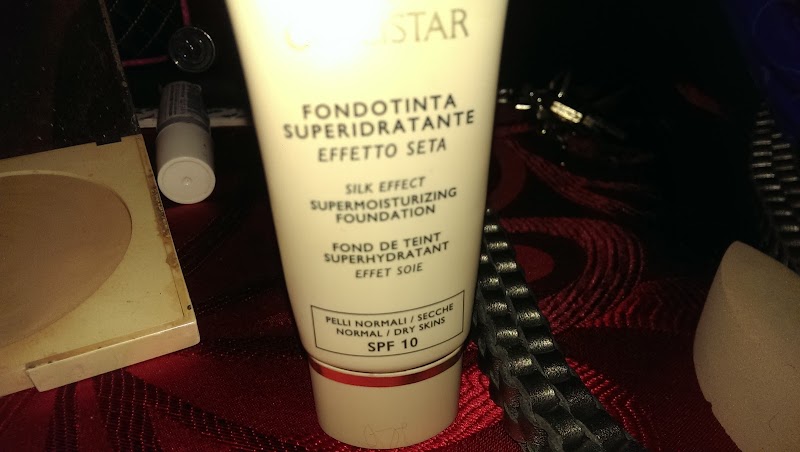 FONDOTINTA
SUPERIDRATANTE
EFFETTO SETA
SILK EFFECT
SUPERMOISTURIZING
FOUNDATION
FOND DE TEINT
SUPERHYDRATANT
EFFET SOIE
PELLI NORMALI / SECCHE
NORMAL / DRY SKINS
SPF 10